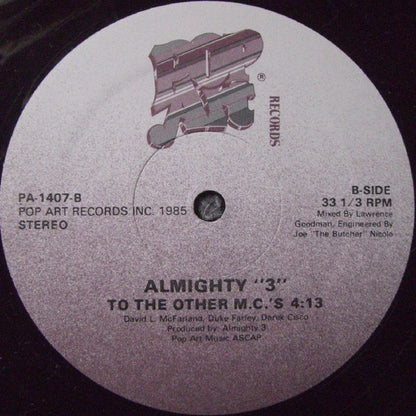 POP
ART
®
RECORDS
PA-1407-B
POP ART RECORDS INC. 1985
STEREO
B-SIDE
33 1/3 RPM
Mixed By Lawrence
Goodman, Engineered By
Joe "The Butcher" Nicolo
ALMIGHTY "3"
TO THE OTHER M.C.'S 4:13
David L. McFarland, Duke Farley, Derek Cisco
Produced by: Almighty 3
Pop Art Music ASCAP